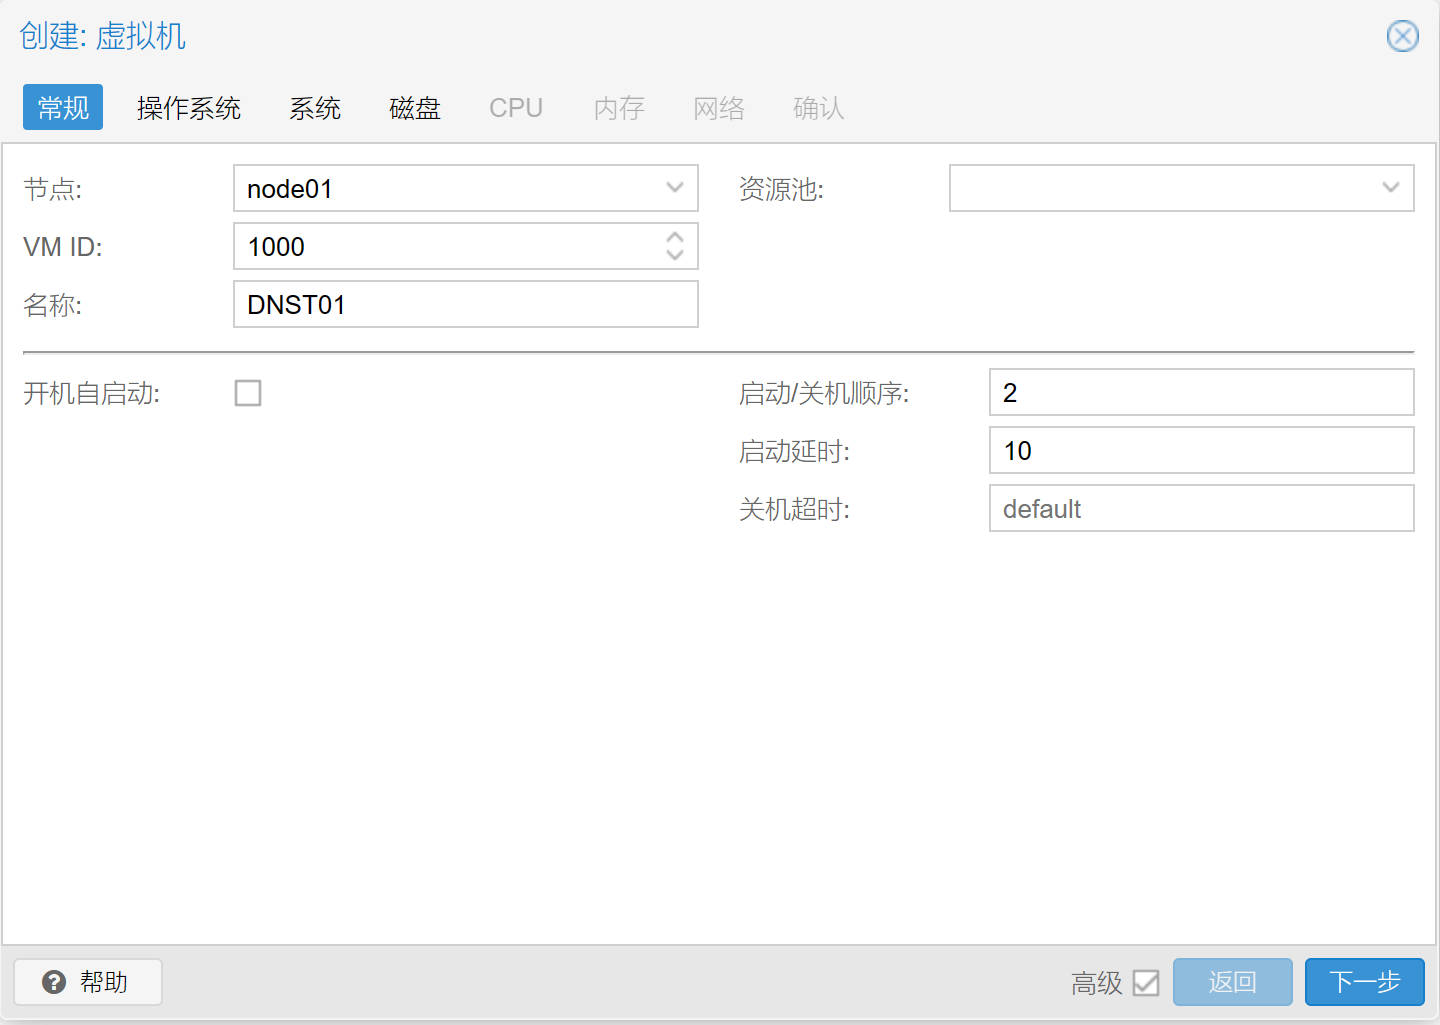 创建: 虚拟机
常规 操作系统 系统 磁盘 CPU 内存 网络 确认
节点: node01 资源池:
VM ID: 1000
名称: DNST01
开机自启动: 启动/关机顺序: 2
启动延时: 10
关机超时: default
帮助 高级 返回 下一步